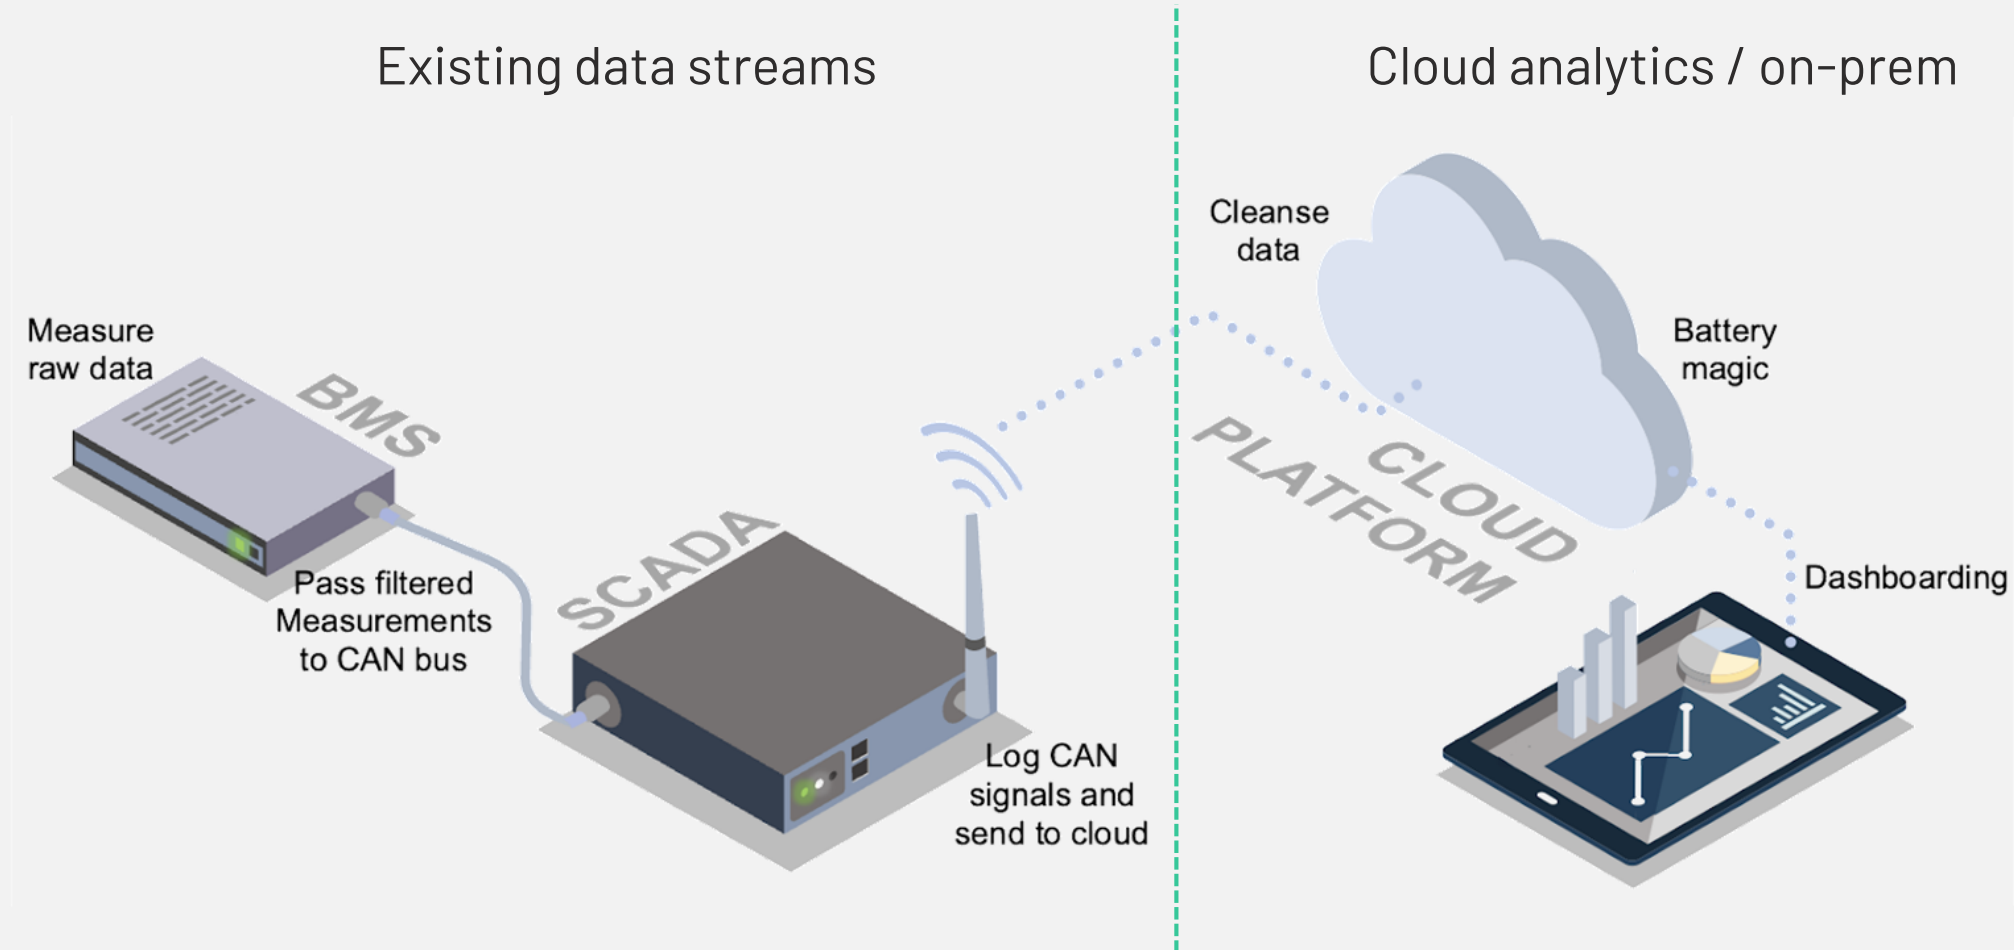 Existing data streams
Cloud analytics / on-prem
Measure
raw data
BMS
Pass filtered
Measurements
to CAN bus
SCADA
Log CAN
signals and
send to cloud
Cleanse
data
Battery
magic
CLOUD
PLATFORM
Dashboarding